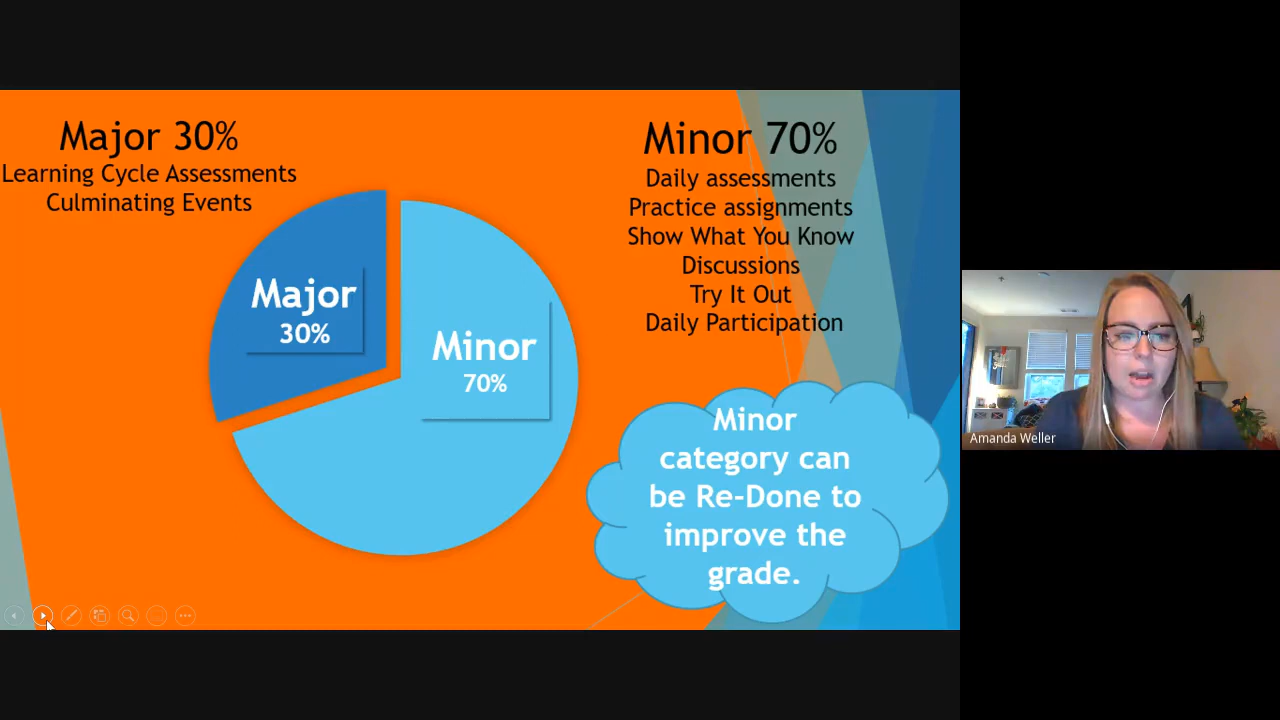 Major 30%
Learning Cycle Assessments
Culminating Events
Major
30%
Minor
70%
Minor 70%
Daily assessments
Practice assignments
Show What You Know
Discussions
Try It Out
Daily Participation
Minor
category can
be Re-Done to
improve the
grade.
Amanda Weller